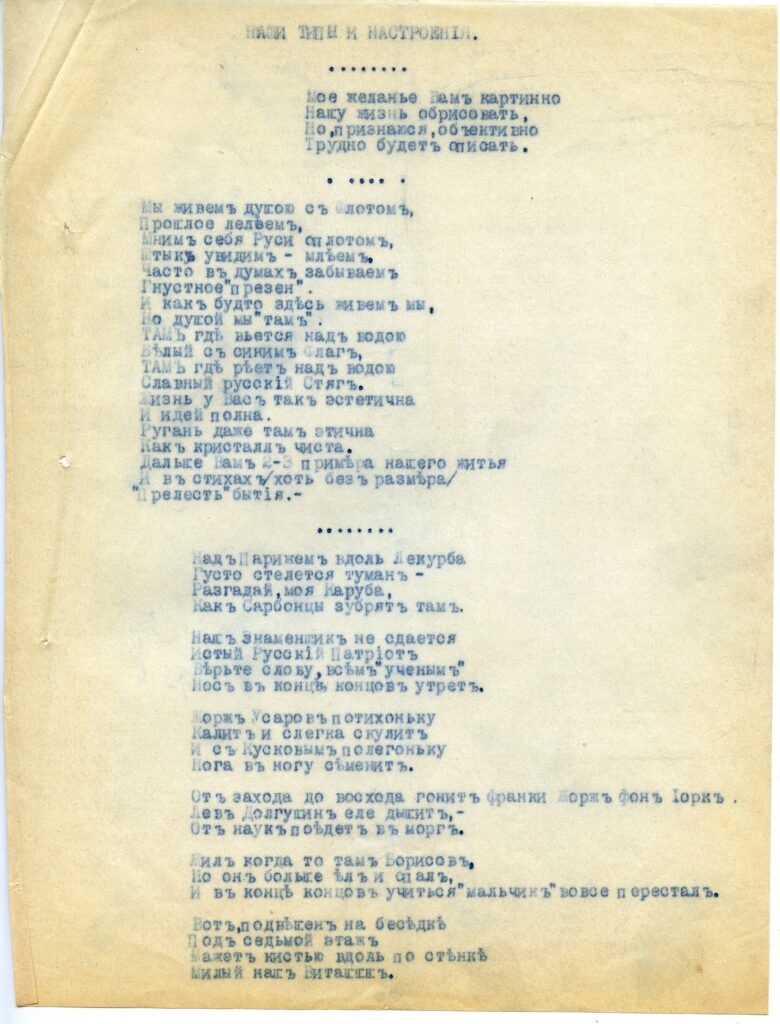 НАШИ ТИПЫ И НАСТРОЕНІЯ.
Мое желанье Вамъ картинно
Нашу жизнь обрисовать,
Но,признаюся,объективно
Трудно будетъ описать.
Мы живемъ душою съ Флотомъ,
Прошлое лелѣемъ,
Мнимъ себя Руси оплотомъ,
Штыкъ увидимъ - млѣемъ.
Часто въ думахъ забываемъ
Гнустное"презен".
И какъ будто здѣсь живемъ мы,
Но душой мы"тамъ".
ТАМЪ гдѣ вьется надъ водою
Бѣлый съ синимъ Флагъ,
ТАМЪ гдѣ рѣетъ надъ водою
Славный русскій Стягъ.
Жизнь у Васъ такъ эстетична
И идей полна.
Ругань даже тамъ этична
Какъ кристаллъ чиста.
Дальше Вамъ 2-3 примѣра нашего житья
И въ стихахъ/хоть безъ размѣра/
"Прелесть"бытія.-
Надъ Парижемъ вдоль Лекурба
Густо стелется туман -
Разгадай,моя Каруба,
Какъ Сарбонцы зубрятъ тамъ.
Нашъ Знаменшик не сдается
Истый Русскій Патріотъ
Вѣрьте слову,всѣмъ"ученымъ"
Носъ въ концѣ концовъ утретъ.
Жоржъ Усаровъ потихоньку
Калитъ и слегка скулитъ
И съ Кусковымъ полегоньку
Нога въ ногу сѣменитъ.
Отъ захода до восхода гонитъ франки Жоржъ фонъ Іоркъ .
Левъ Долгушин еле дышитъ,-
Отъ наукъ поѣдетъ въ моргъ.
Жилъ когда то тамъ Борисовъ,
Но онъ больше ѣлъ и спалъ,
И въ концѣ концовъ учиться"мальчикъ"вовсе пересталъ.
Вотъ,подвѣшен на бесѣдкѣ
Подъ седьмой этажъ
Мажетъ кистью вдоль по стѣнкѣ
Милый нашъ Виташъ.